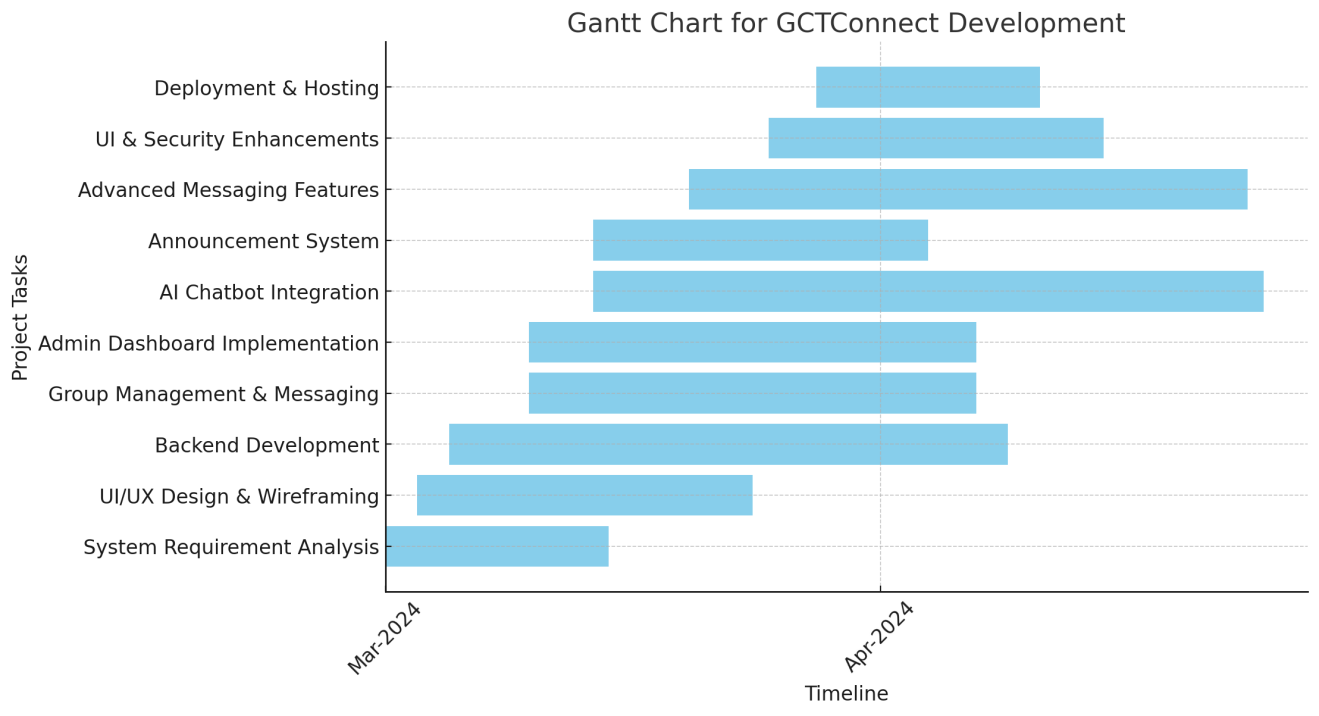 Gantt Chart for GCTConnect Development
Project Tasks
Deployment & Hosting
UI & Security Enhancements
Advanced Messaging Features
Announcement System
AI Chatbot Integration
Admin Dashboard Implementation
Group Management & Messaging
Backend Development
UI/UX Design & Wireframing
System Requirement Analysis
Mar-2024
Apr-2024
Timeline